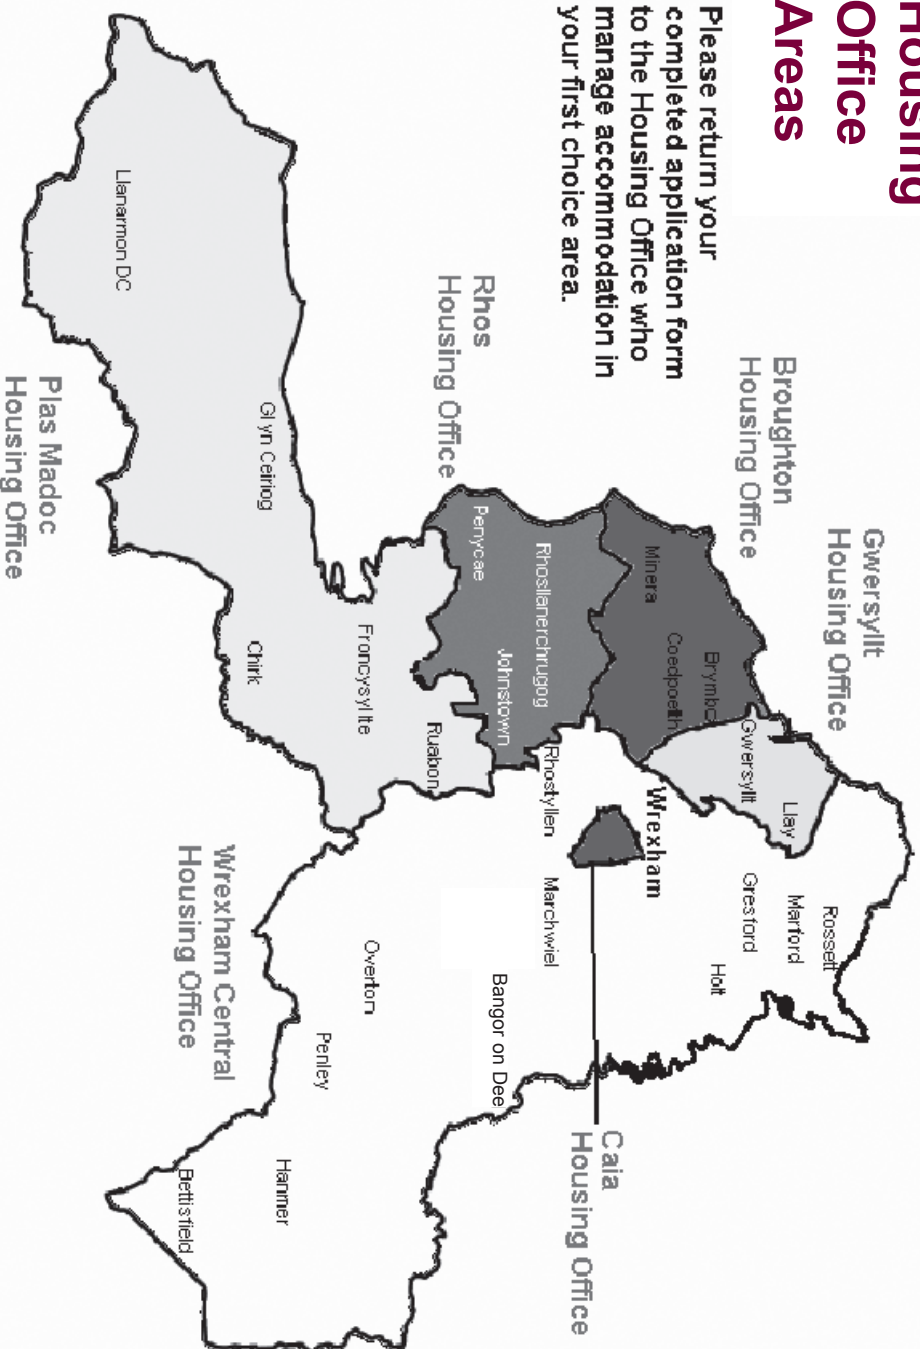 Housing
Office
Areas
Please return your
completed application form
to the Housing Office who
manage accommodation in
your first choice area.
Gwersyllt
Housing Office
Broughton
Housing Office
Rhos
Housing Office
Plas Madoc
Housing Office
Wrexham Central
Housing Office
Caia
Housing Office
Rossett
Marford
Llay
Gresford
Gwersyllt
Holt
Brymbo
Coedpoeth
Minera
Wrexham
Rhostyllen
Marchwiel
Rhosllanerchrugog
Johnstown
Penycae
Bangor on Dee
Ruabon
Overton
Froncysyllte
Penley
Hanmer
Glyn Ceiriog
Chirk
Bettisfield
Llanarmon DC